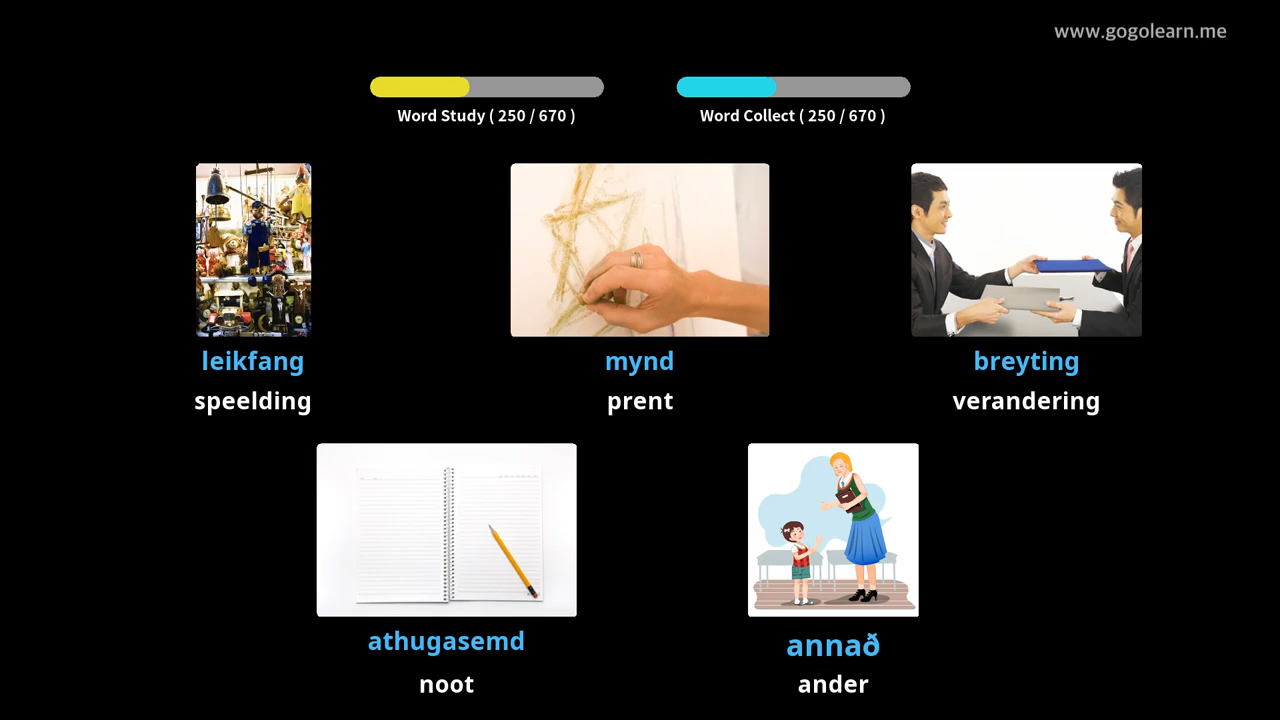 www.gogolearn.me
Word Study ( 250 / 670 )
Word Collect ( 250 / 670 )
leikfang
speelding
mynd
prent
breyting
verandering
athugasemd
noot
annað
ander